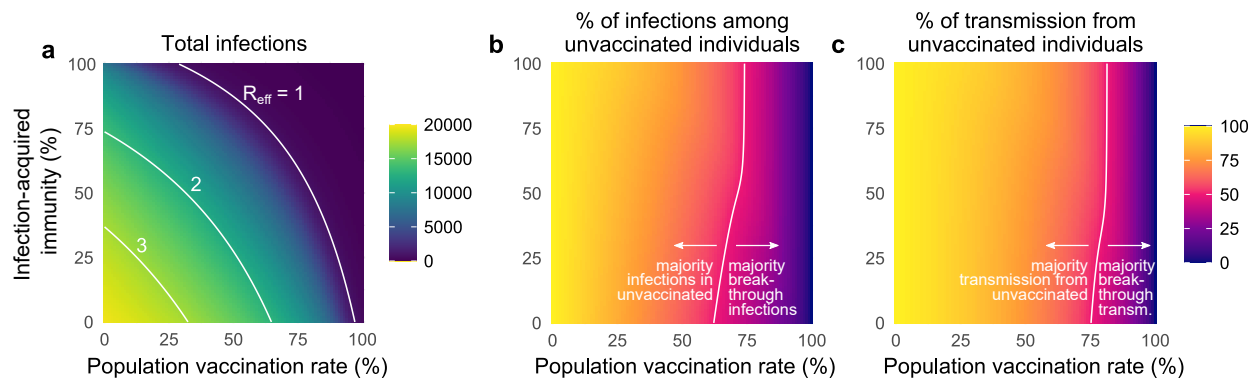 a
Total infections
Infection-acquired
immunity (%)
100
75
50
25
0
R_eff = 1
2
3
0
25
50
75
100
Population vaccination rate (%)
20000
15000
10000
5000
0
b
% of infections among
unvaccinated individuals
100
75
50
25
0
majority
infections in
unvaccinated
majority
break-
through
infections
0
25
50
75
100
Population vaccination rate (%)
c
% of transmission from
unvaccinated individuals
100
75
50
25
0
majority
transmission from
unvaccinated
majority
break-
through
transm.
0
25
50
75
100
Population vaccination rate (%)
100
75
50
25
0